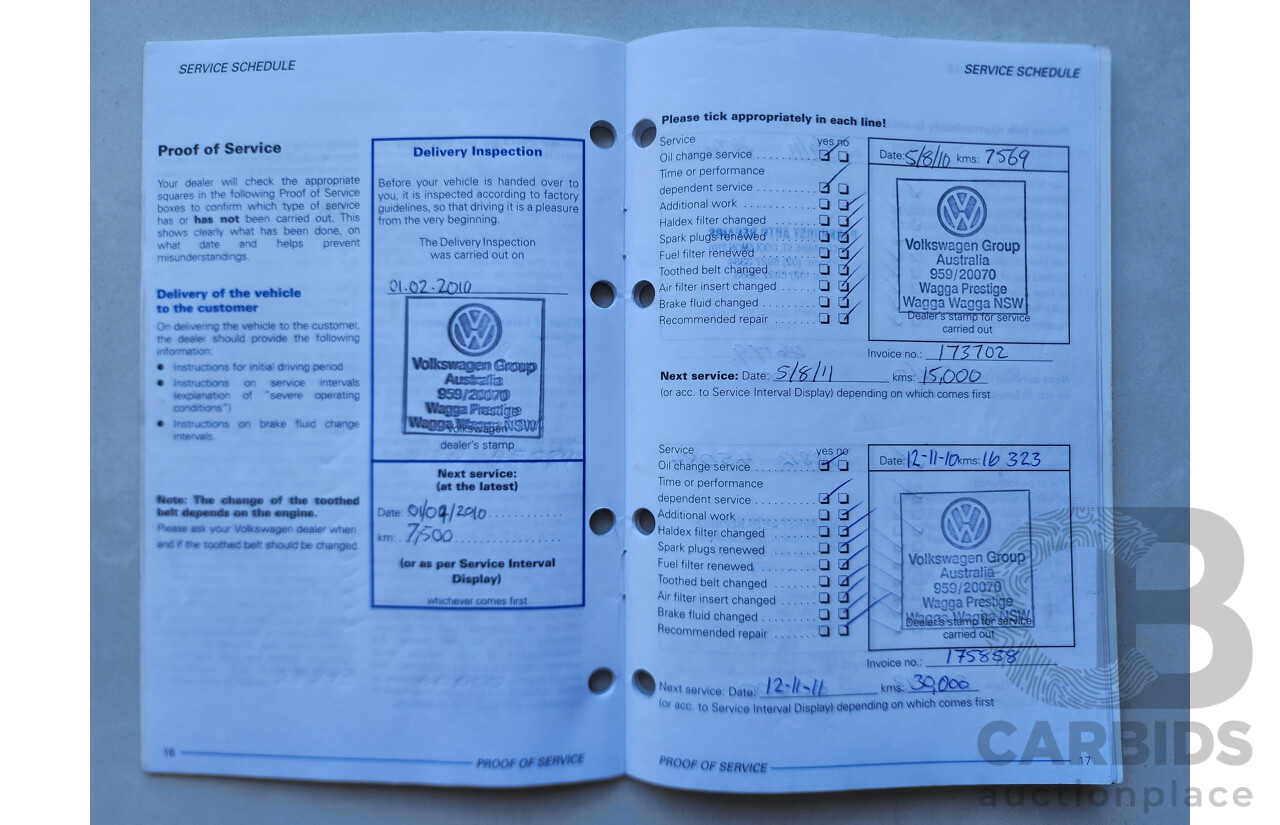 SERVICE SCHEDULE
Proof of Service
Your dealer will check the appropriate
squares in the following Proof of Service
boxes to confirm which type of service
has or has not been carried out. This
shows clearly what has been done, on
what date and helps prevent
misunderstandings.
Delivery of the vehicle
to the customer
On delivering the vehicle to the customer,
the dealer should provide the following
information:
● Instructions for initial driving period
● Instructions on service intervals
(explanation of "severe operating
conditions")
● Instructions on brake fluid change
intervals.
Note: The change of the toothed
belt depends on the engine.
Please ask your Volkswagen dealer when
and if the toothed belt should be changed.
Delivery Inspection
Before your vehicle is handed over to
you, it is inspected according to factory
guidelines, so that driving it is a pleasure
from the very beginning.
The Delivery Inspection
was carried out on
01-02-2010
Volkswagen Group
Australia
959/20070
Wagga Prestige
Wagga Wagga NSW
Volkswagen
dealer's stamp
Next service:
(at the latest)
Date: 01/09/2010
km: 7,500
(or as per Service Interval
Display)
whichever comes first
16
PROOF OF SERVICE
SERVICE SCHEDULE
Please tick appropriately in each line!
Service yes no
Oil change service
Time or performance
dependent service
Additional work
Haldex filter changed
Spark plugs renewed
Fuel filter renewed
Toothed belt changed
Air filter insert changed
Brake fluid changed
Recommended repair
Date: 5/8/10 kms: 7569
Volkswagen Group
Australia
959/20070
Wagga Prestige
Wagga Wagga NSW
Dealer's stamp for service
carried out
Invoice no.: 173702
Next service: Date: 5/8/11 kms: 15,000
(or acc. to Service Interval Display) depending on which comes first
Service yes no
Oil change service
Time or performance
dependent service
Additional work
Haldex filter changed
Spark plugs renewed
Fuel filter renewed
Toothed belt changed
Air filter insert changed
Brake fluid changed
Recommended repair
Date: 12-11-10 kms: 16 323
Volkswagen Group
Australia
959/20070
Wagga Prestige
Wagga Wagga NSW
Dealer's stamp for service
carried out
Invoice no.: 175858
Next service: Date: 12-11-11 kms: 30,000
(or acc. to Service Interval Display) depending on which comes first
PROOF OF SERVICE
17
CARBIDS
auctionplace